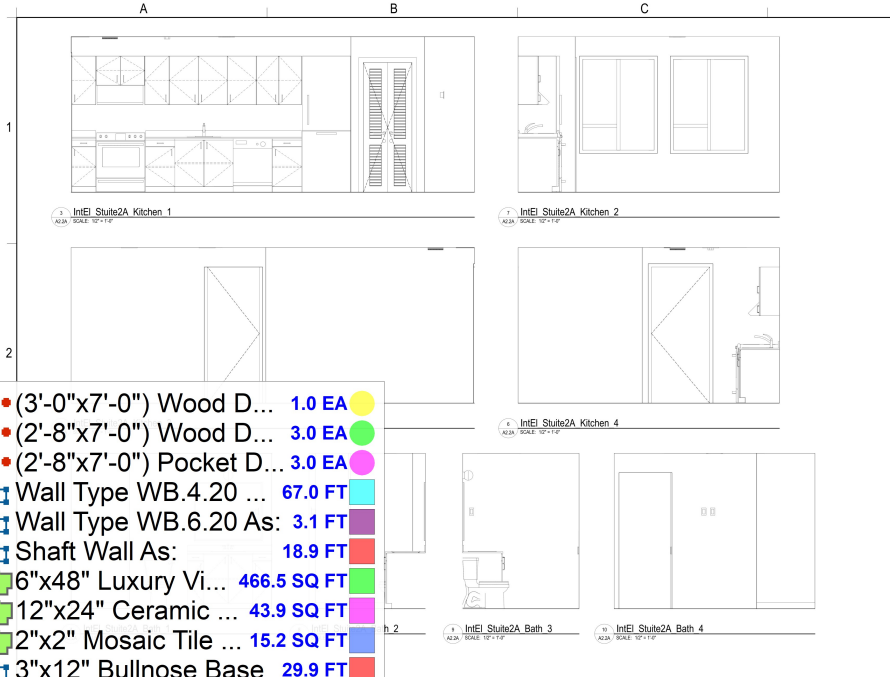 A B C
1
3 IntEl_Stuite2A_Kitchen_1
A2.2A SCALE: 1/2" = 1'-0"
7 IntEl_Stuite2A_Kitchen_2
A2.2A SCALE: 1/2" = 1'-0"
2
6 IntEl_Stuite2A_Kitchen_4
A2.2A SCALE: 1/2" = 1'-0"
(3'-0"x7'-0") Wood D... 1.0 EA
(2'-8"x7'-0") Wood D... 3.0 EA
(2'-8"x7'-0") Pocket D... 3.0 EA
Wall Type WB.4.20 ... 67.0 FT
Wall Type WB.6.20 As: 3.1 FT
Shaft Wall As: 18.9 FT
6"x48" Luxury Vi... 466.5 SQ FT
12"x24" Ceramic ... 43.9 SQ FT
2"x2" Mosaic Tile ... 15.2 SQ FT
3"x12" Bullnose Base 29.9 FT
h_2
9 IntEl_Stuite2A_Bath_3
A2.2A SCALE: 1/2" = 1'-0"
10 IntEl_Stuite2A_Bath_4
A2.2A SCALE: 1/2" = 1'-0"